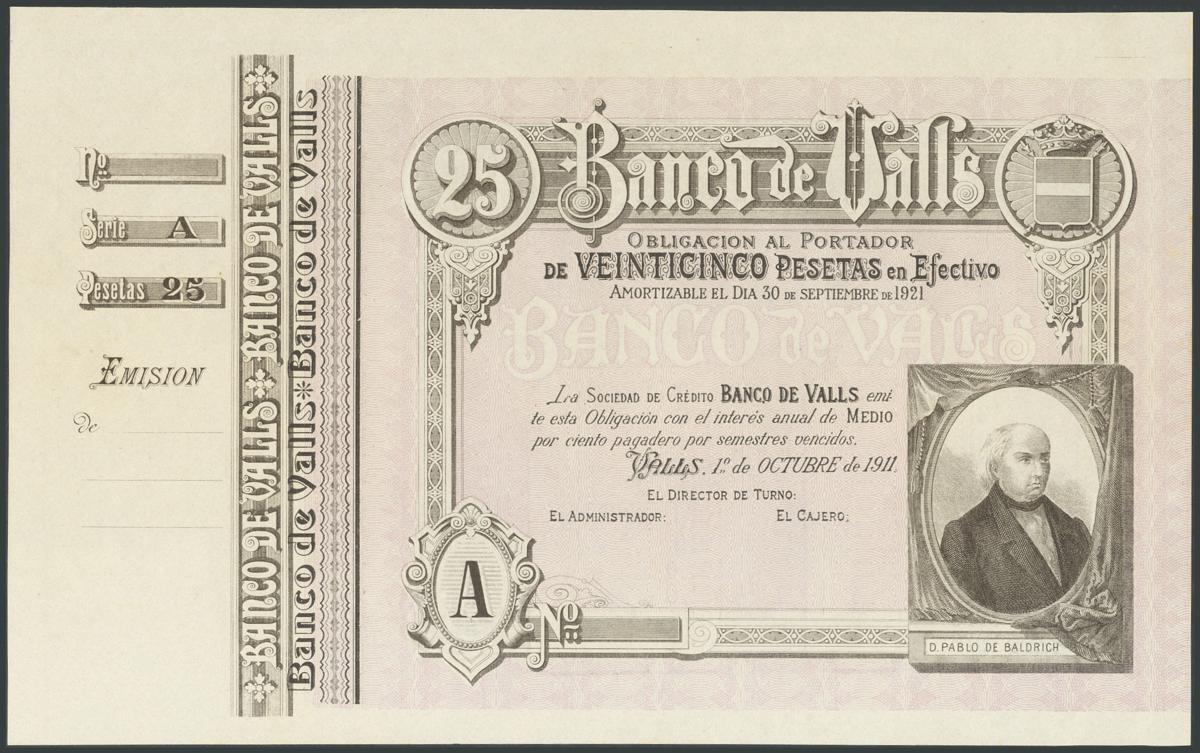 Nº
Serie A
Pesetas 25
EMISION
de
BANCO DE VALLS BANCO DE VALLS
Banco de Valls*Banco de Valls
25 Banco de Valls
OBLIGACION AL PORTADOR
DE VEINTICINCO PESETAS en Efectivo
AMORTIZABLE EL DIA 30 DE SEPTIEMBRE DE 1921
BANCO de VALLS
La SOCIEDAD DE CRÉDITO BANCO DE VALLS emi-
te esta Obligación con el interés anual de MEDIO
por ciento pagadero por semestres vencidos.
VALLS, 1º de OCTUBRE de 1911.
EL DIRECTOR DE TURNO:
EL ADMINISTRADOR: EL CAJERO:
A
Nº
D. PABLO DE BALDRICH